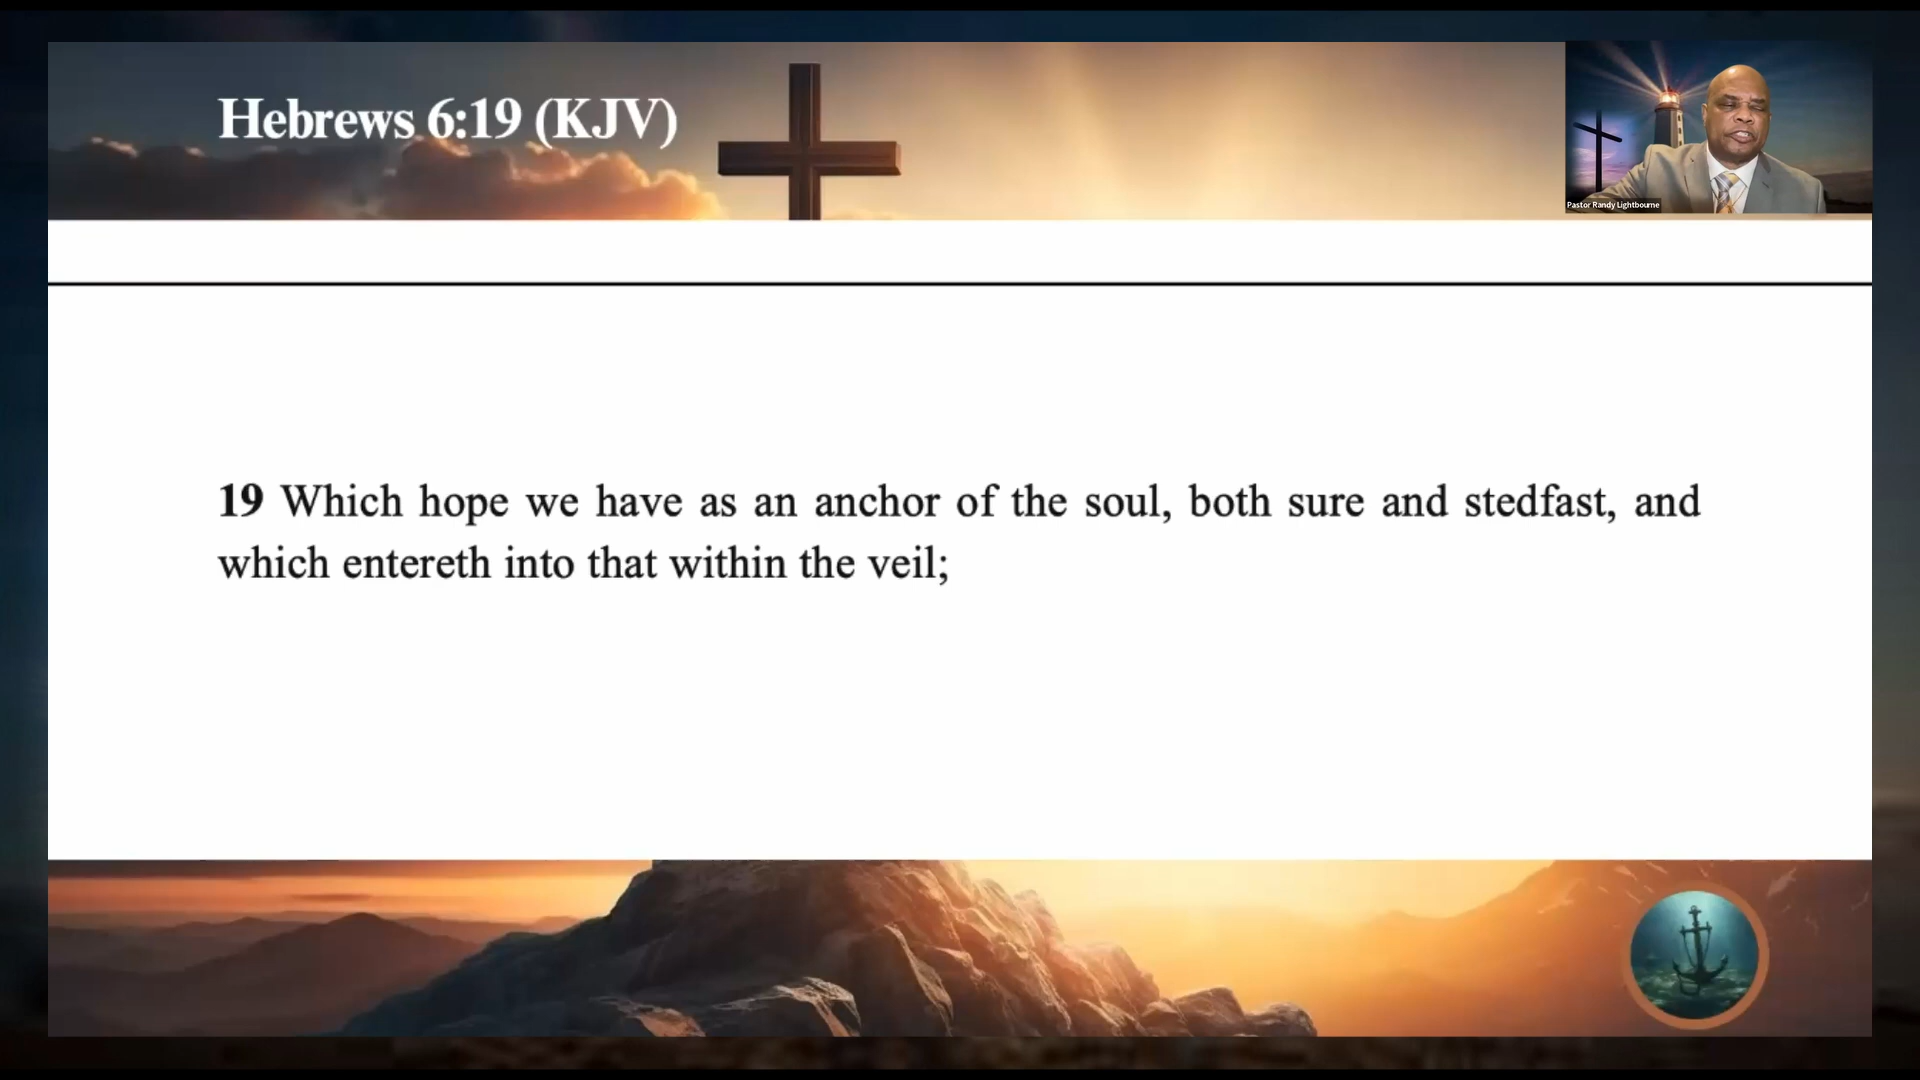 Hebrews 6:19 (KJV)
Pastor Randy Lightbourne
19 Which hope we have as an anchor of the soul, both sure and stedfast, and
which entereth into that within the veil;